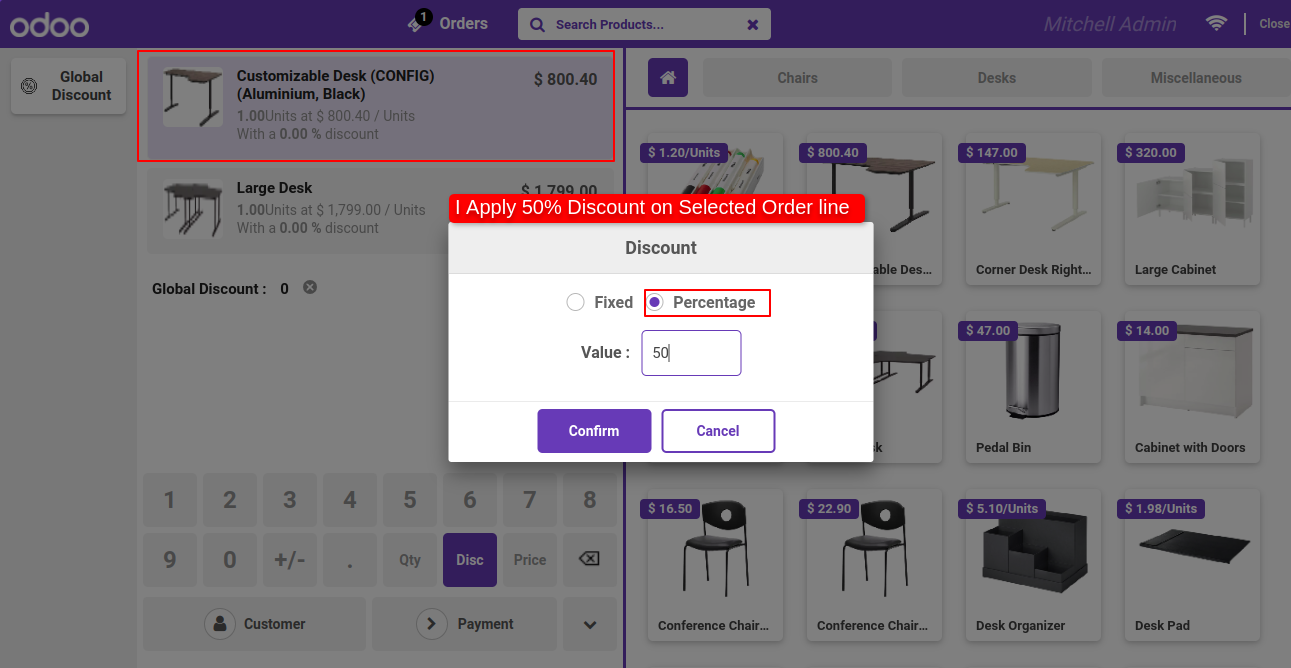 odoo
1
Orders
Search Products...
Mitchell Admin
Close
Global
Discount
Customizable Desk (CONFIG)
(Aluminium, Black)
$ 800.40
1.00Units at $ 800.40 / Units
With a 0.00 % discount
Large Desk
$ 1,799.00
1.00Units at $ 1,799.00 / Units
With a 0.00 % discount
Global Discount : 0
I Apply 50% Discount on Selected Order line
Discount
Fixed
Percentage
Value :
50
Confirm
Cancel
1 2 3 4 5 6 7 8
9 0 +/- . Qty Disc Price
Customer
Payment
Chairs
Desks
Miscellaneous
$ 1.20/Units
$ 800.40
$ 147.00
$ 320.00
able Des...
Corner Desk Right...
Large Cabinet
$ 47.00
$ 14.00
Pedal Bin
Cabinet with Doors
$ 16.50
$ 22.90
$ 5.10/Units
$ 1.98/Units
Conference Chair...
Conference Chair...
Desk Organizer
Desk Pad